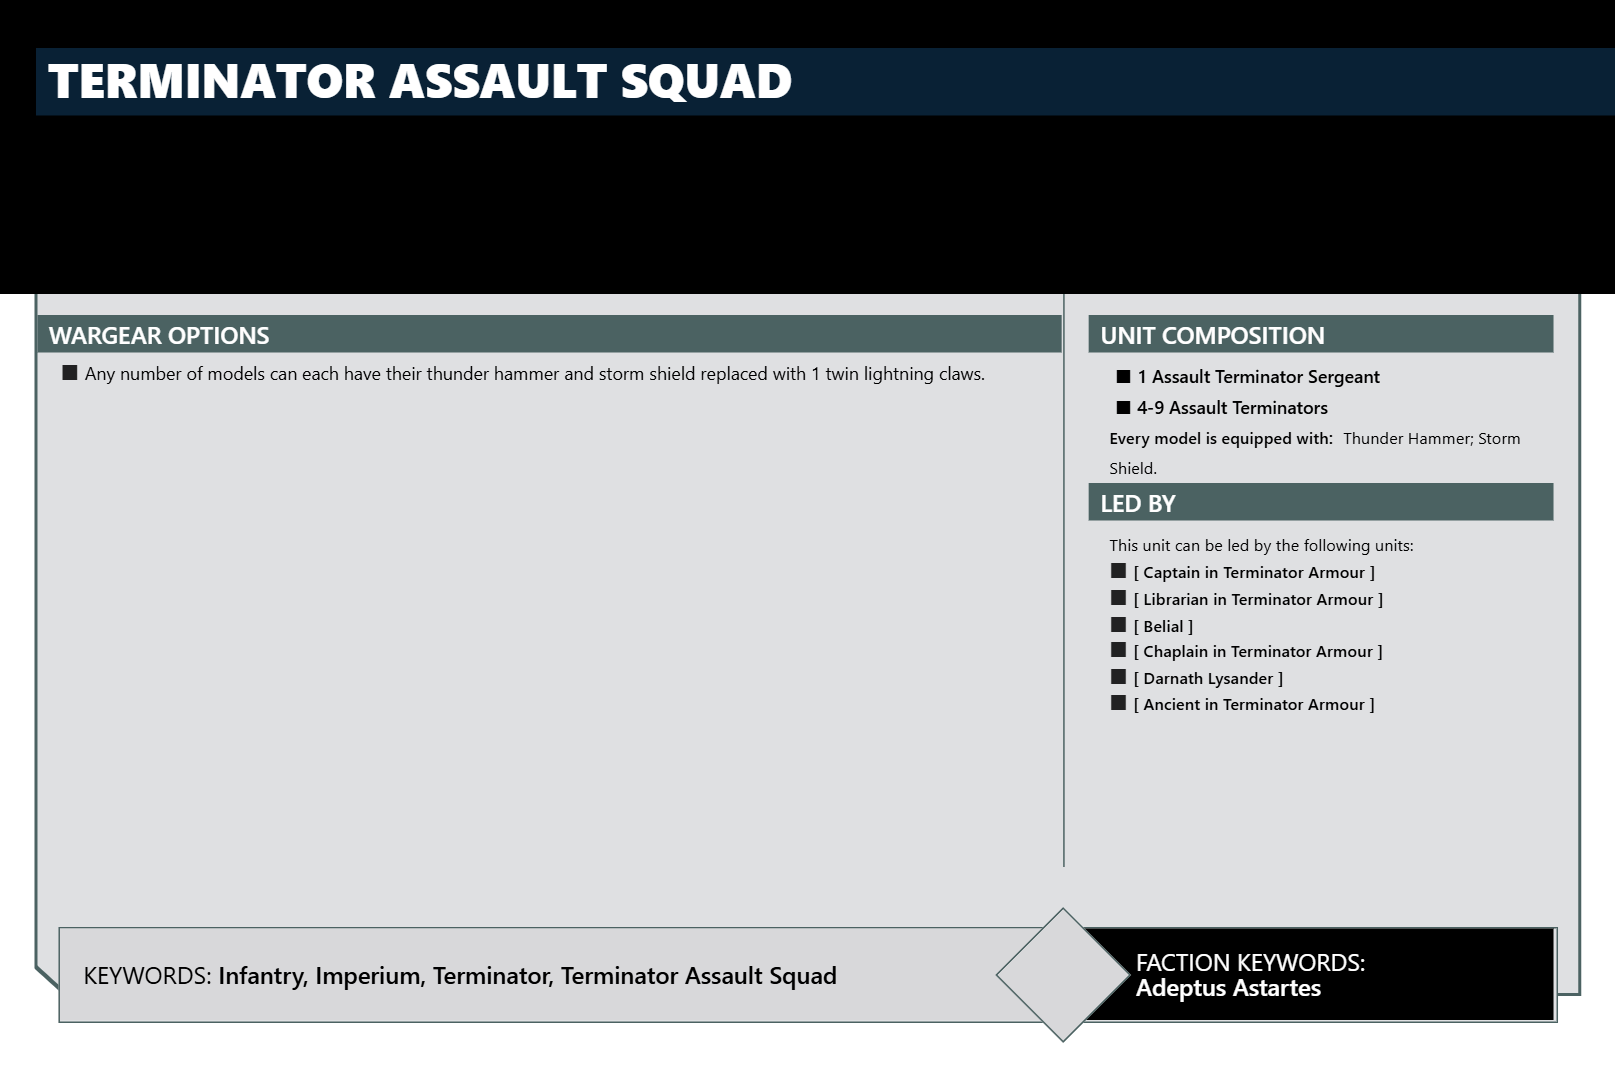 TERMINATOR ASSAULT SQUAD
WARGEAR OPTIONS
■ Any number of models can each have their thunder hammer and storm shield replaced with 1 twin lightning claws.
UNIT COMPOSITION
■ 1 Assault Terminator Sergeant
■ 4-9 Assault Terminators
Every model is equipped with: Thunder Hammer; Storm
Shield.
LED BY
This unit can be led by the following units:
■ [ Captain in Terminator Armour ]
■ [ Librarian in Terminator Armour ]
■ [ Belial ]
■ [ Chaplain in Terminator Armour ]
■ [ Darnath Lysander ]
■ [ Ancient in Terminator Armour ]
KEYWORDS: Infantry, Imperium, Terminator, Terminator Assault Squad
FACTION KEYWORDS:
Adeptus Astartes